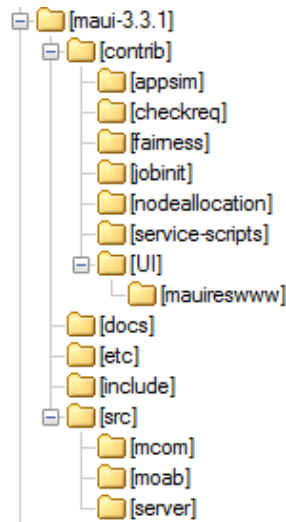 [maui-3.3.1]
[contrib]
[appsim]
[checkreq]
[fairness]
[jobinit]
[nodeallocation]
[service-scripts]
[UI]
[mauireswww]
[docs]
[etc]
[include]
[src]
[mcom]
[moab]
[server]